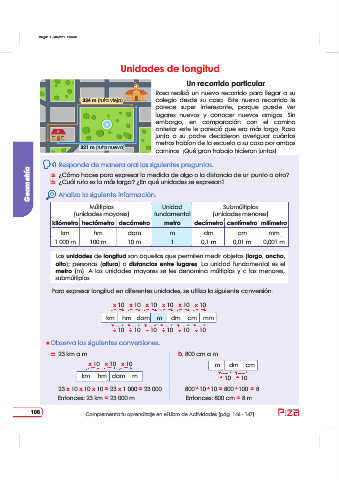 Unidades de longitud
Un recorrido particular
Rosa realizó un nuevo recorrido para llegar a su
colegio desde su casa. Este nuevo recorrido le
parece super interesante, porque puede ver
lugares nuevos y conocer nuevos amigos. Sin
embargo, en comparación con el camino
anterior este le pareció que era más largo. Rosa
junto a su padre decidieron averiguar cuántos
metros habían de la escuela a su casa por ambos
caminos. ¡Qué gran trabajo hicieron juntos!
334 m (ruta vieja)
321 m (ruta nueva)
Geometría
Responde de manera oral las siguientes preguntas.
a. ¿Cómo haces para expresar la medida de algo o la distancia de un punto a otro?
b. ¿Cuál ruta es la más larga? ¿En qué unidades se expresan?
Analiza la siguiente información.
Múltiplos Unidad Submúltiplos
(unidades mayores) fundamental (unidades menores)
kilómetro hectómetro decámetro metro decímetro centímetro milímetro
km hm dam m dm cm mm
1 000 m 100 m 10 m 1 0,1 m 0,01 m 0,001 m
Las unidades de longitud son aquellas que permiten medir objetos (largo, ancho,
alto); personas (altura) o distancias entre lugares. La unidad fundamental es el
metro (m). A las unidades mayores se les denomina múltiplos y a las menores,
submúltiplos.
Para expresar longitud en diferentes unidades, se utiliza la siguiente conversión.
x 10 x 10 x 10 x 10 x 10 x 10
km hm dam m dm cm mm
÷ 10 ÷ 10 ÷ 10 ÷ 10 ÷ 10 ÷ 10
Observa las siguientes conversiones.
a. 23 km a m
x 10 x 10 x 10
km hm dam m
23 x 10 x 10 x 10 = 23 x 1 000 = 23 000
Entonces: 23 km = 23 000 m
b. 800 cm a m
m dm cm
÷ 10 ÷ 10
800 ÷ 10 ÷ 10 = 800 ÷ 100 = 8
Entonces: 800 cm = 8 m
106
Complementa tu aprendizaje en el Libro de Actividades (pág. 146 - 147)